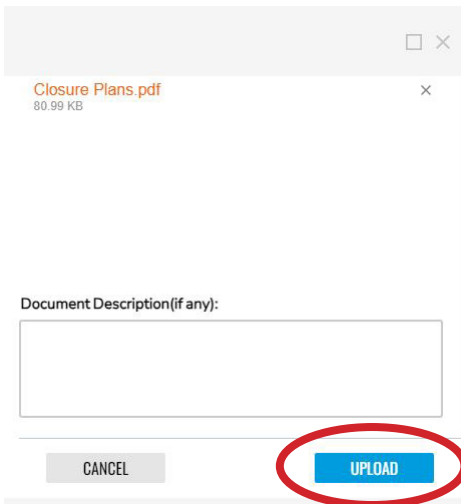 Closure Plans.pdf
80.99 KB
Document Description(if any):
CANCEL
UPLOAD